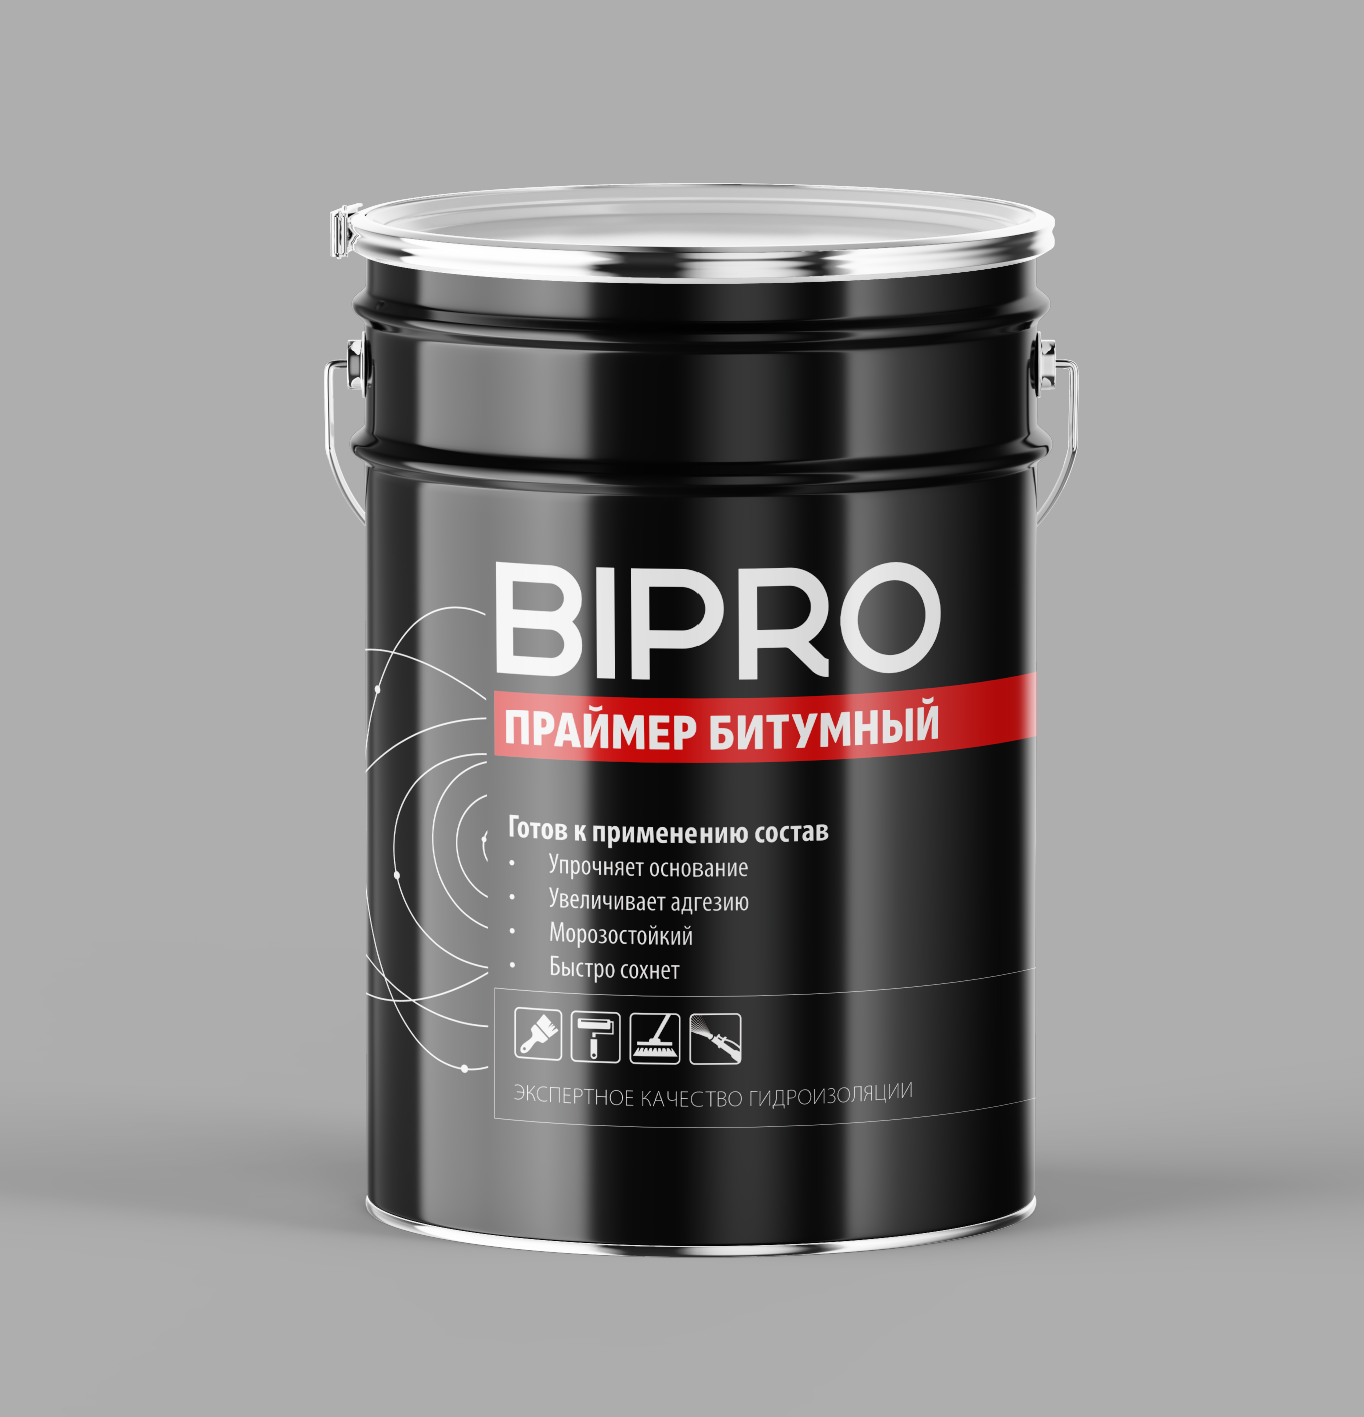 BIPRO
ПРАЙМЕР БИТУМНЫЙ
Готов к применению состав
• Упрочняет основание
• Увеличивает адгезию
• Морозостойкий
• Быстро сохнет
ЭКСПЕРТНОЕ КАЧЕСТВО ГИДРОИЗОЛЯЦИИ